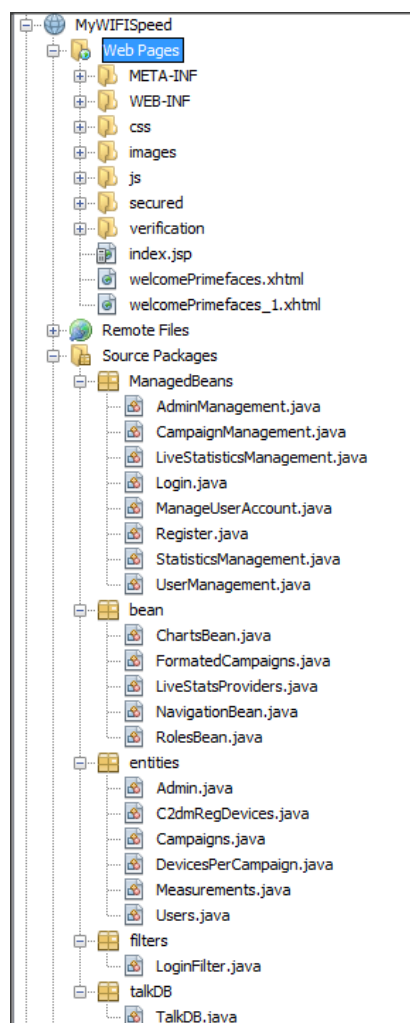 MyWIFISpeed
Web Pages
META-INF
WEB-INF
css
images
js
secured
verification
index.jsp
welcomePrimefaces.xhtml
welcomePrimefaces_1.xhtml
Remote Files
Source Packages
ManagedBeans
AdminManagement.java
CampaignManagement.java
LiveStatisticsManagement.java
Login.java
ManageUserAccount.java
Register.java
StatisticsManagement.java
UserManagement.java
bean
ChartsBean.java
FormatedCampaigns.java
LiveStatsProviders.java
NavigationBean.java
RolesBean.java
entities
Admin.java
C2dmRegDevices.java
Campaigns.java
DevicesPerCampaign.java
Measurements.java
Users.java
filters
LoginFilter.java
talkDB
TalkDB.java